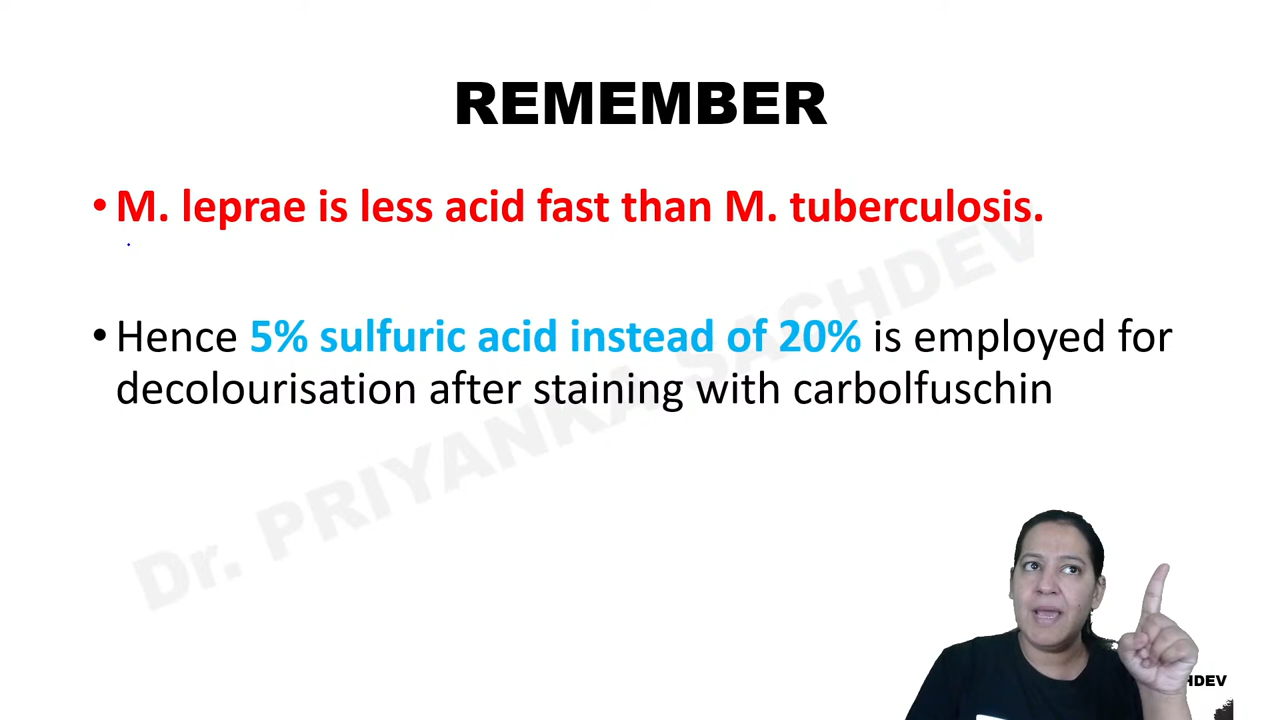 REMEMBER
• M. leprae is less acid fast than M. tuberculosis.
• Hence 5% sulfuric acid instead of 20% is employed for
decolourisation after staining with carbolfuschin
Dr. PRIYANKA SACHDEV
HDEV